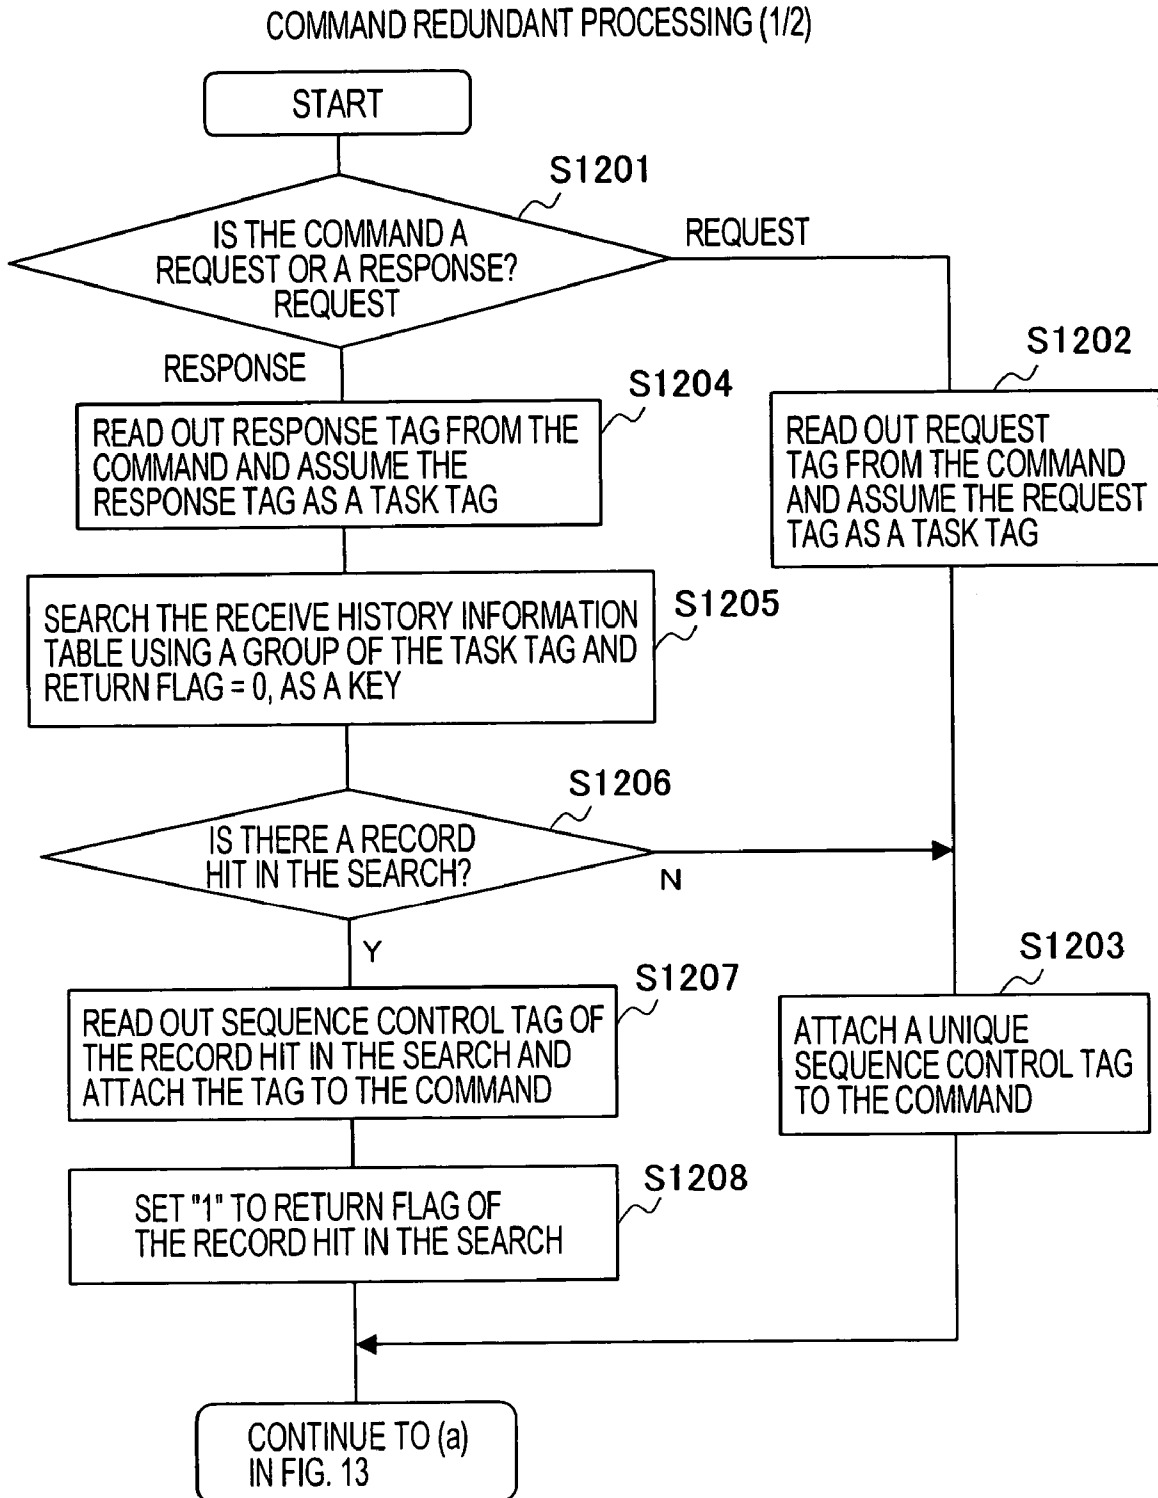 COMMAND REDUNDANT PROCESSING (1/2)
START
S1201
IS THE COMMAND A
REQUEST OR A RESPONSE?
REQUEST
REQUEST
RESPONSE
S1202
READ OUT REQUEST
TAG FROM THE COMMAND
AND ASSUME THE REQUEST
TAG AS A TASK TAG
S1204
READ OUT RESPONSE TAG FROM THE
COMMAND AND ASSUME THE
RESPONSE TAG AS A TASK TAG
S1205
SEARCH THE RECEIVE HISTORY INFORMATION
TABLE USING A GROUP OF THE TASK TAG AND
RETURN FLAG = 0, AS A KEY
S1206
IS THERE A RECORD
HIT IN THE SEARCH?
N
Y
S1203
ATTACH A UNIQUE
SEQUENCE CONTROL TAG
TO THE COMMAND
S1207
READ OUT SEQUENCE CONTROL TAG OF
THE RECORD HIT IN THE SEARCH AND
ATTACH THE TAG TO THE COMMAND
S1208
SET "1" TO RETURN FLAG OF
THE RECORD HIT IN THE SEARCH
CONTINUE TO (a)
IN FIG. 13